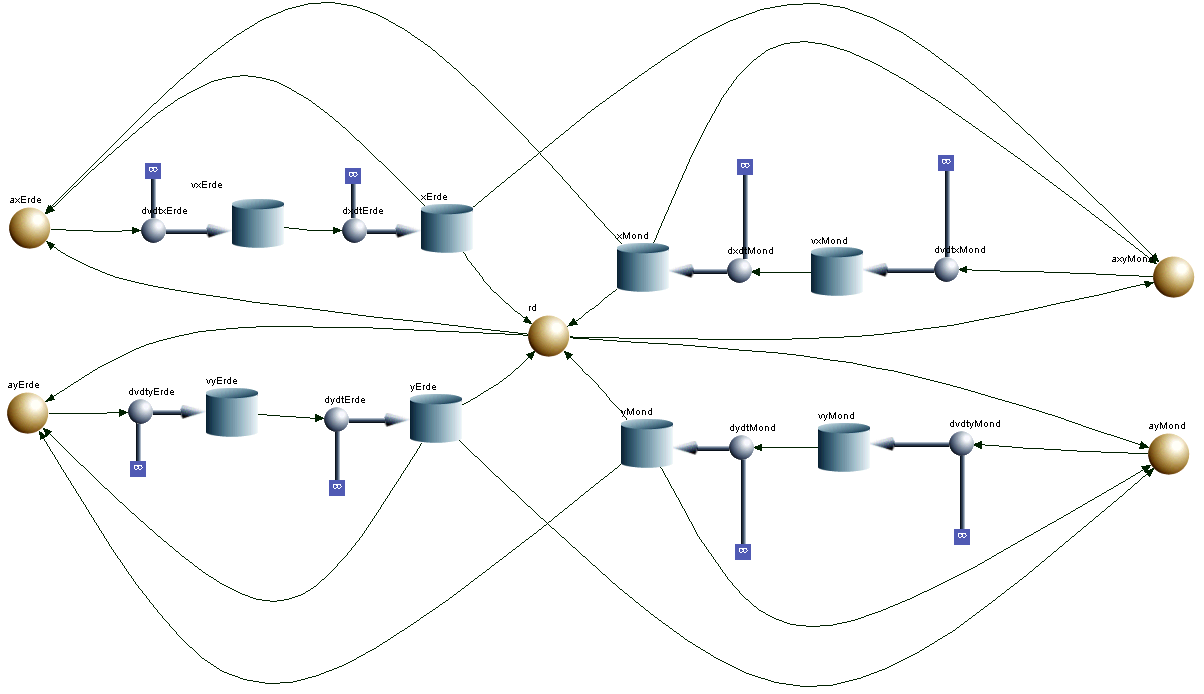 vxErde
dvdtxErde
dxdtErde
xErde
axErde
xMond
dxdtMond
vxMond
dvdtxMond
axyMond
rd
ayErde
dvdtyErde
vyErde
dydtErde
yErde
yMond
dydtMond
vyMond
dvdtyMond
ayMond